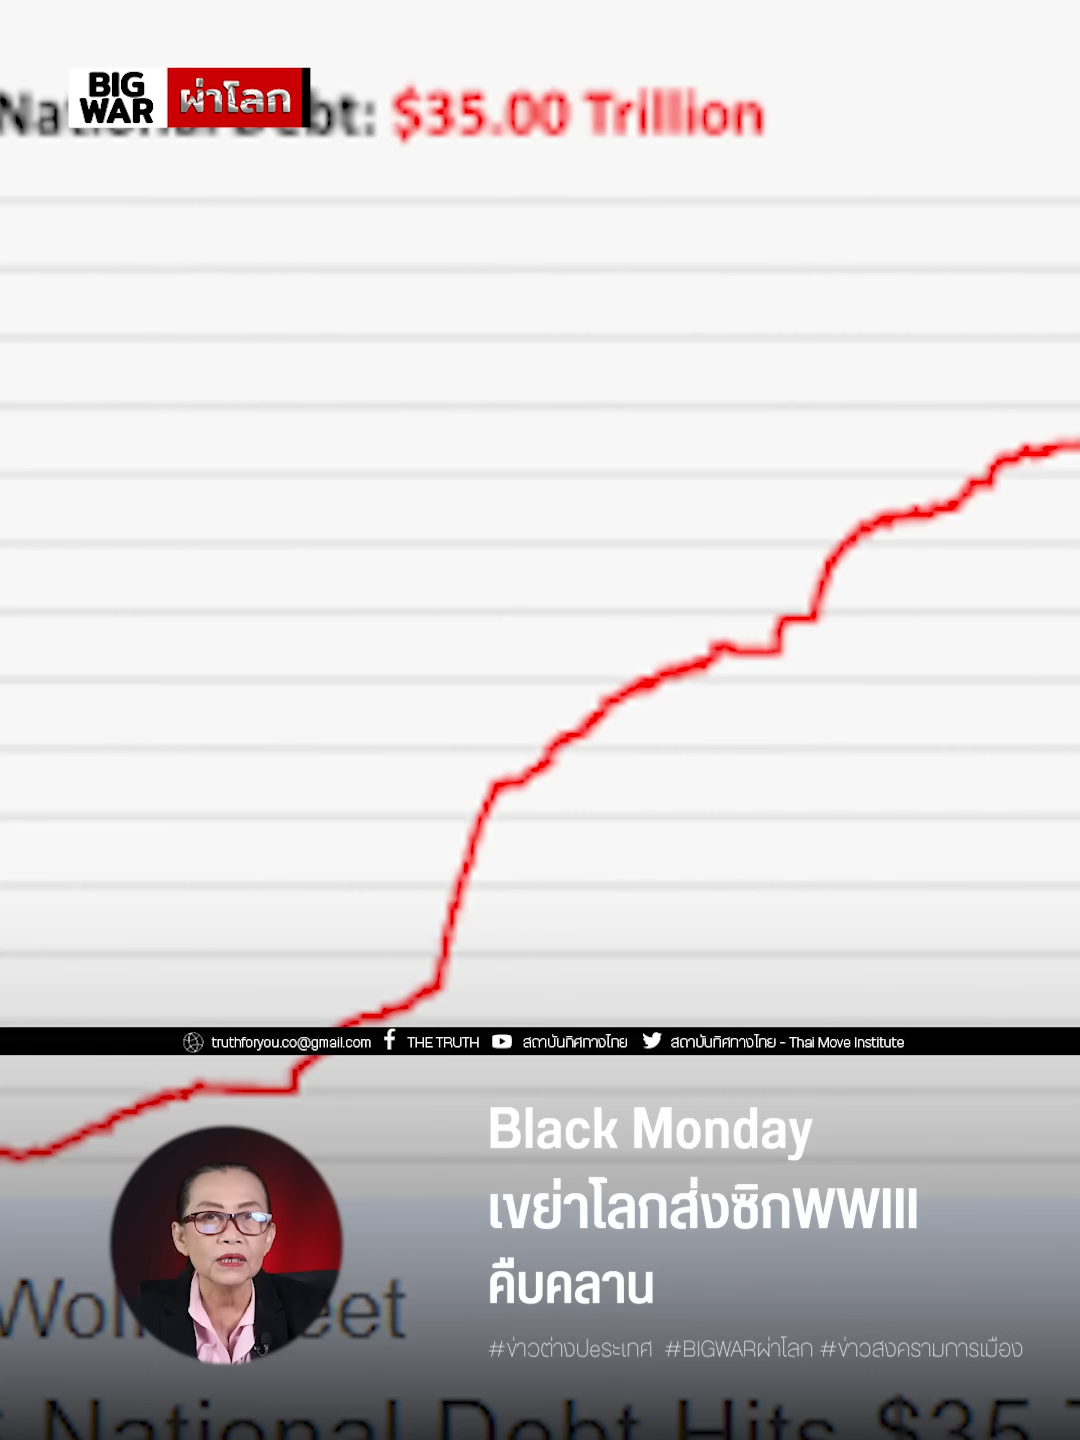 BIG
WAR
ผ่าโลก
National Debt: $35.00 Trillion
truthforyou.co@gmail.com THE TRUTH สถาบันทิศทางไทย สถาบันทิศทางไทย - Thai Move Institute
Black Monday
เขย่าโลกส่งซิกWWIII
คืบคลาน
#ข่าวต่างปeระเทศ #BIGWARผ่าโลก #ข่าวสงครามการเมือง
National Debt Hits $35